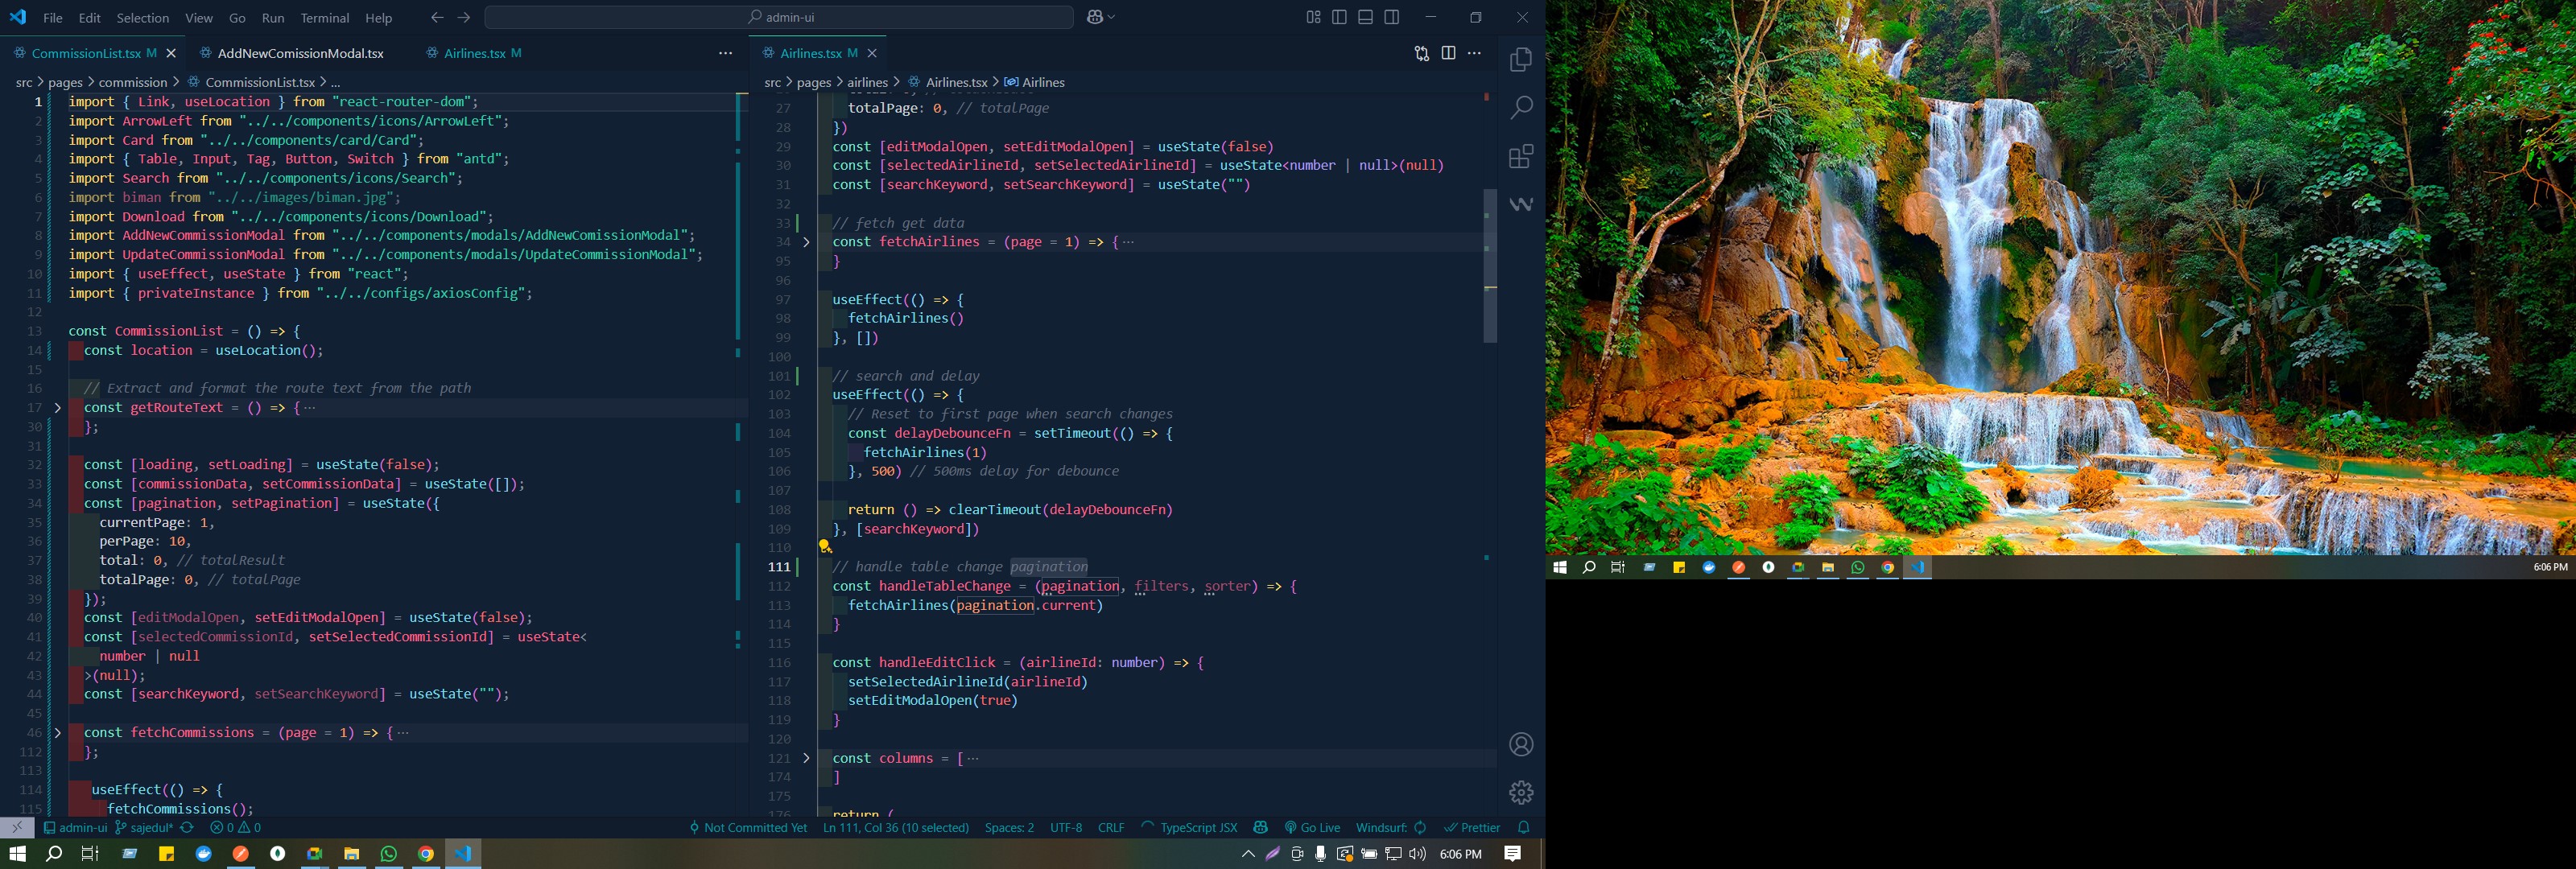 File Edit Selection View Go Run Terminal Help
admin-ui
CommissionList.tsx M
AddNewComissionModal.tsx
Airlines.tsx M
src > pages > commission > CommissionList.tsx > ...
1 import { Link, useLocation } from "react-router-dom";
2 import ArrowLeft from "../../components/icons/ArrowLeft";
3 import Card from "../../components/card/Card";
4 import { Table, Input, Tag, Button, Switch } from "antd";
5 import Search from "../../components/icons/Search";
6 import biman from "../../images/biman.jpg";
7 import Download from "../../components/icons/Download";
8 import AddNewCommissionModal from "../../components/modals/AddNewComissionModal";
9 import UpdateCommissionModal from "../../components/modals/UpdateCommissionModal";
10 import { useEffect, useState } from "react";
11 import { privateInstance } from "../../configs/axiosConfig";
12
13 const CommissionList = () => {
14 const location = useLocation();
15
16 // Extract and format the route text from the path
17 const getRouteText = () => { ...
30 };
31
32 const [loading, setLoading] = useState(false);
33 const [commissionData, setCommissionData] = useState([]);
34 const [pagination, setPagination] = useState({
35 currentPage: 1,
36 perPage: 10,
37 total: 0, // totalResult
38 totalPage: 0, // totalPage
39 });
40 const [editModalOpen, setEditModalOpen] = useState(false);
41 const [selectedCommissionId, setSelectedCommissionId] = useState<
42 number | null
43 >(null);
44 const [searchKeyword, setSearchKeyword] = useState("");
45
46 const fetchCommissions = (page = 1) => { ...
112 };
113
114 useEffect(() => {
115 fetchCommissions();
Airlines.tsx M
src > pages > airlines > Airlines.tsx > Airlines
27 totalPage: 0, // totalPage
28 })
29 const [editModalOpen, setEditModalOpen] = useState(false)
30 const [selectedAirlineId, setSelectedAirlineId] = useState<number | null>(null)
31 const [searchKeyword, setSearchKeyword] = useState("")
32
33 // fetch get data
34 const fetchAirlines = (page = 1) => { ...
95 }
96
97 useEffect(() => {
98 fetchAirlines()
99 }, [])
100
101 // search and delay
102 useEffect(() => {
103 // Reset to first page when search changes
104 const delayDebounceFn = setTimeout(() => {
105 fetchAirlines(1)
106 }, 500) // 500ms delay for debounce
107
108 return () => clearTimeout(delayDebounceFn)
109 }, [searchKeyword])
110
111 // handle table change pagination
112 const handleTableChange = (pagination, filters, sorter) => {
113 fetchAirlines(pagination.current)
114 }
115
116 const handleEditClick = (airlineId: number) => {
117 setSelectedAirlineId(airlineId)
118 setEditModalOpen(true)
119 }
120
121 const columns = [ ...
174 ]
175
176 return (
admin-ui sajedul* 0 0 Not Committed Yet Ln 111, Col 36 (10 selected) Spaces: 2 UTF-8 CRLF TypeScript JSX Go Live Windsurf: Prettier
6:06 PM
6:06 PM